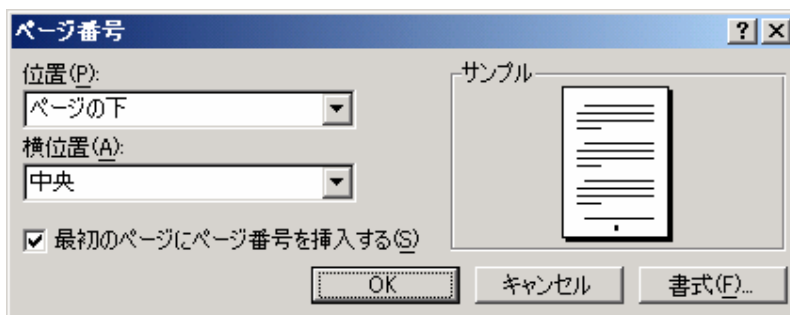 ページ番号
位置(P):
ページの下
横位置(A):
中央
最初のページにページ番号を挿入する(S)
サンプル
OK
キャンセル
書式(F)...